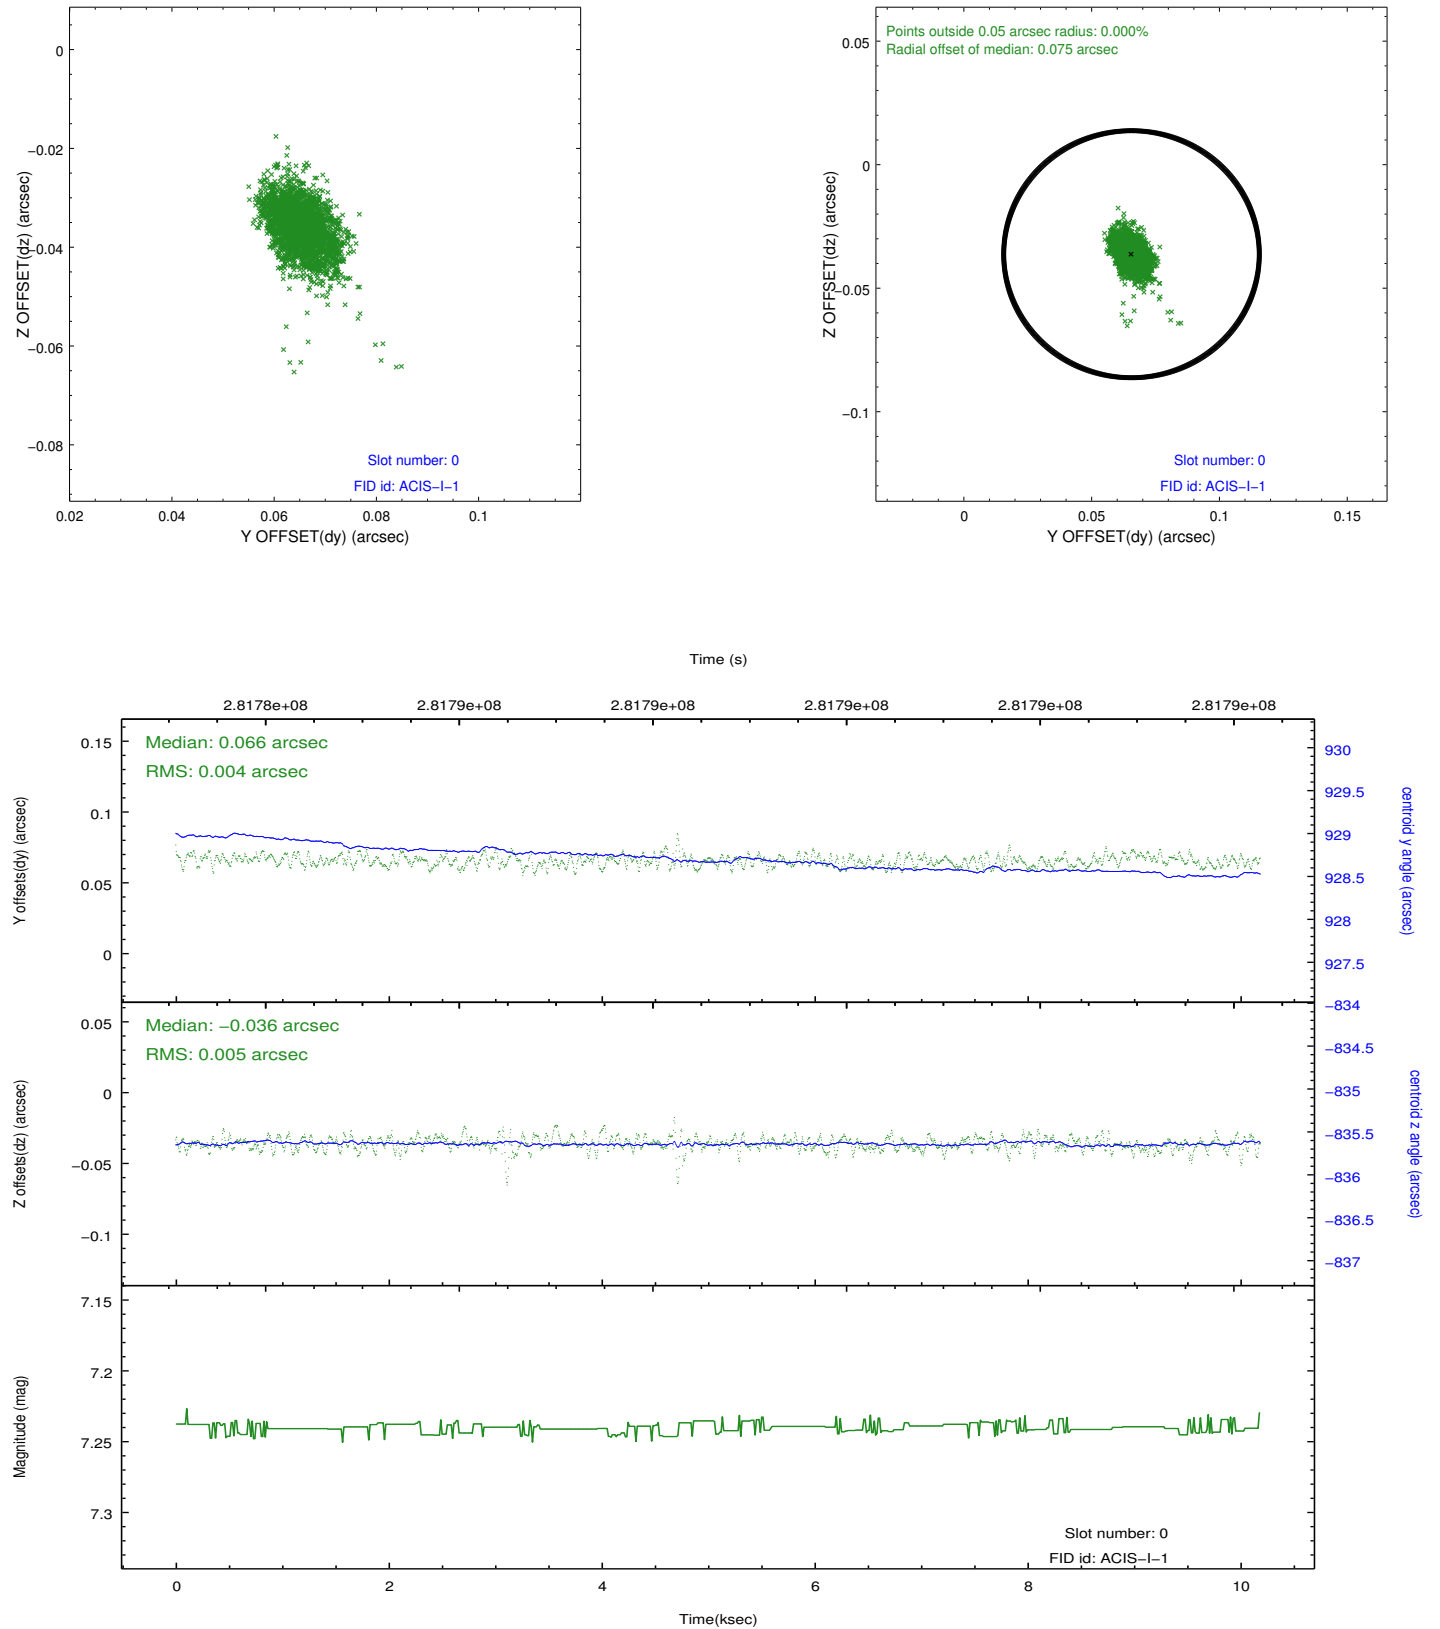 0
−0.02
−0.04
−0.06
−0.08
Z OFFSET(dz) (arcsec)
0.02
0.04
0.06
0.08
0.1
Y OFFSET(dy) (arcsec)
Slot number: 0
FID id: ACIS−I−1
Points outside 0.05 arcsec radius: 0.000%
Radial offset of median: 0.075 arcsec
0.05
0
−0.05
−0.1
Z OFFSET(dz) (arcsec)
0
0.05
0.1
0.15
Y OFFSET(dy) (arcsec)
Slot number: 0
FID id: ACIS−I−1
Time (s)
2.8178e+08
2.8179e+08
2.8179e+08
2.8179e+08
2.8179e+08
2.8179e+08
Median: 0.066 arcsec
RMS: 0.004 arcsec
0.15
0.1
0.05
0
Y offsets(dy) (arcsec)
930
929.5
929
928.5
928
927.5
centroid y angle (arcsec)
Median: −0.036 arcsec
RMS: 0.005 arcsec
0.05
0
−0.05
−0.1
Z offsets(dz) (arcsec)
−834
−834.5
−835
−835.5
−836
−836.5
−837
centroid z angle (arcsec)
7.15
7.2
7.25
7.3
Magnitude (mag)
Slot number: 0
FID id: ACIS−I−1
0
2
4
6
8
10
Time(ksec)